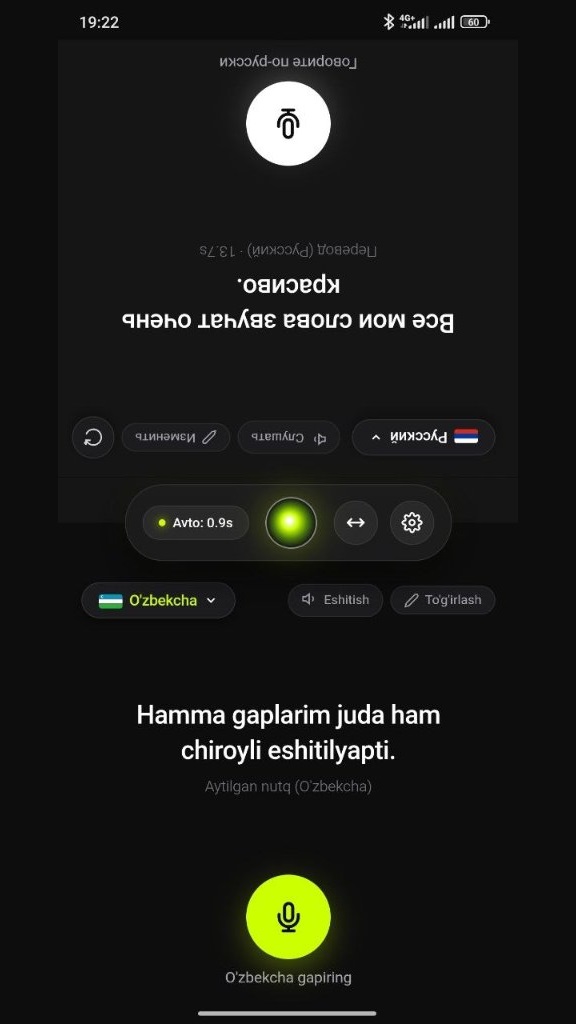 19:22
4G+
60
Говорите по-русски
Перевод (Русский) · 13.7s
Все мои слова звучат очень
красиво.
Русский
Слушать
Изменить
Avto: 0.9s
O'zbekcha
Eshitish
To'g'irlash
Hamma gaplarim juda ham
chiroyli eshitilyapti.
Aytilgan nutq (O'zbekcha)
O'zbekcha gapiring